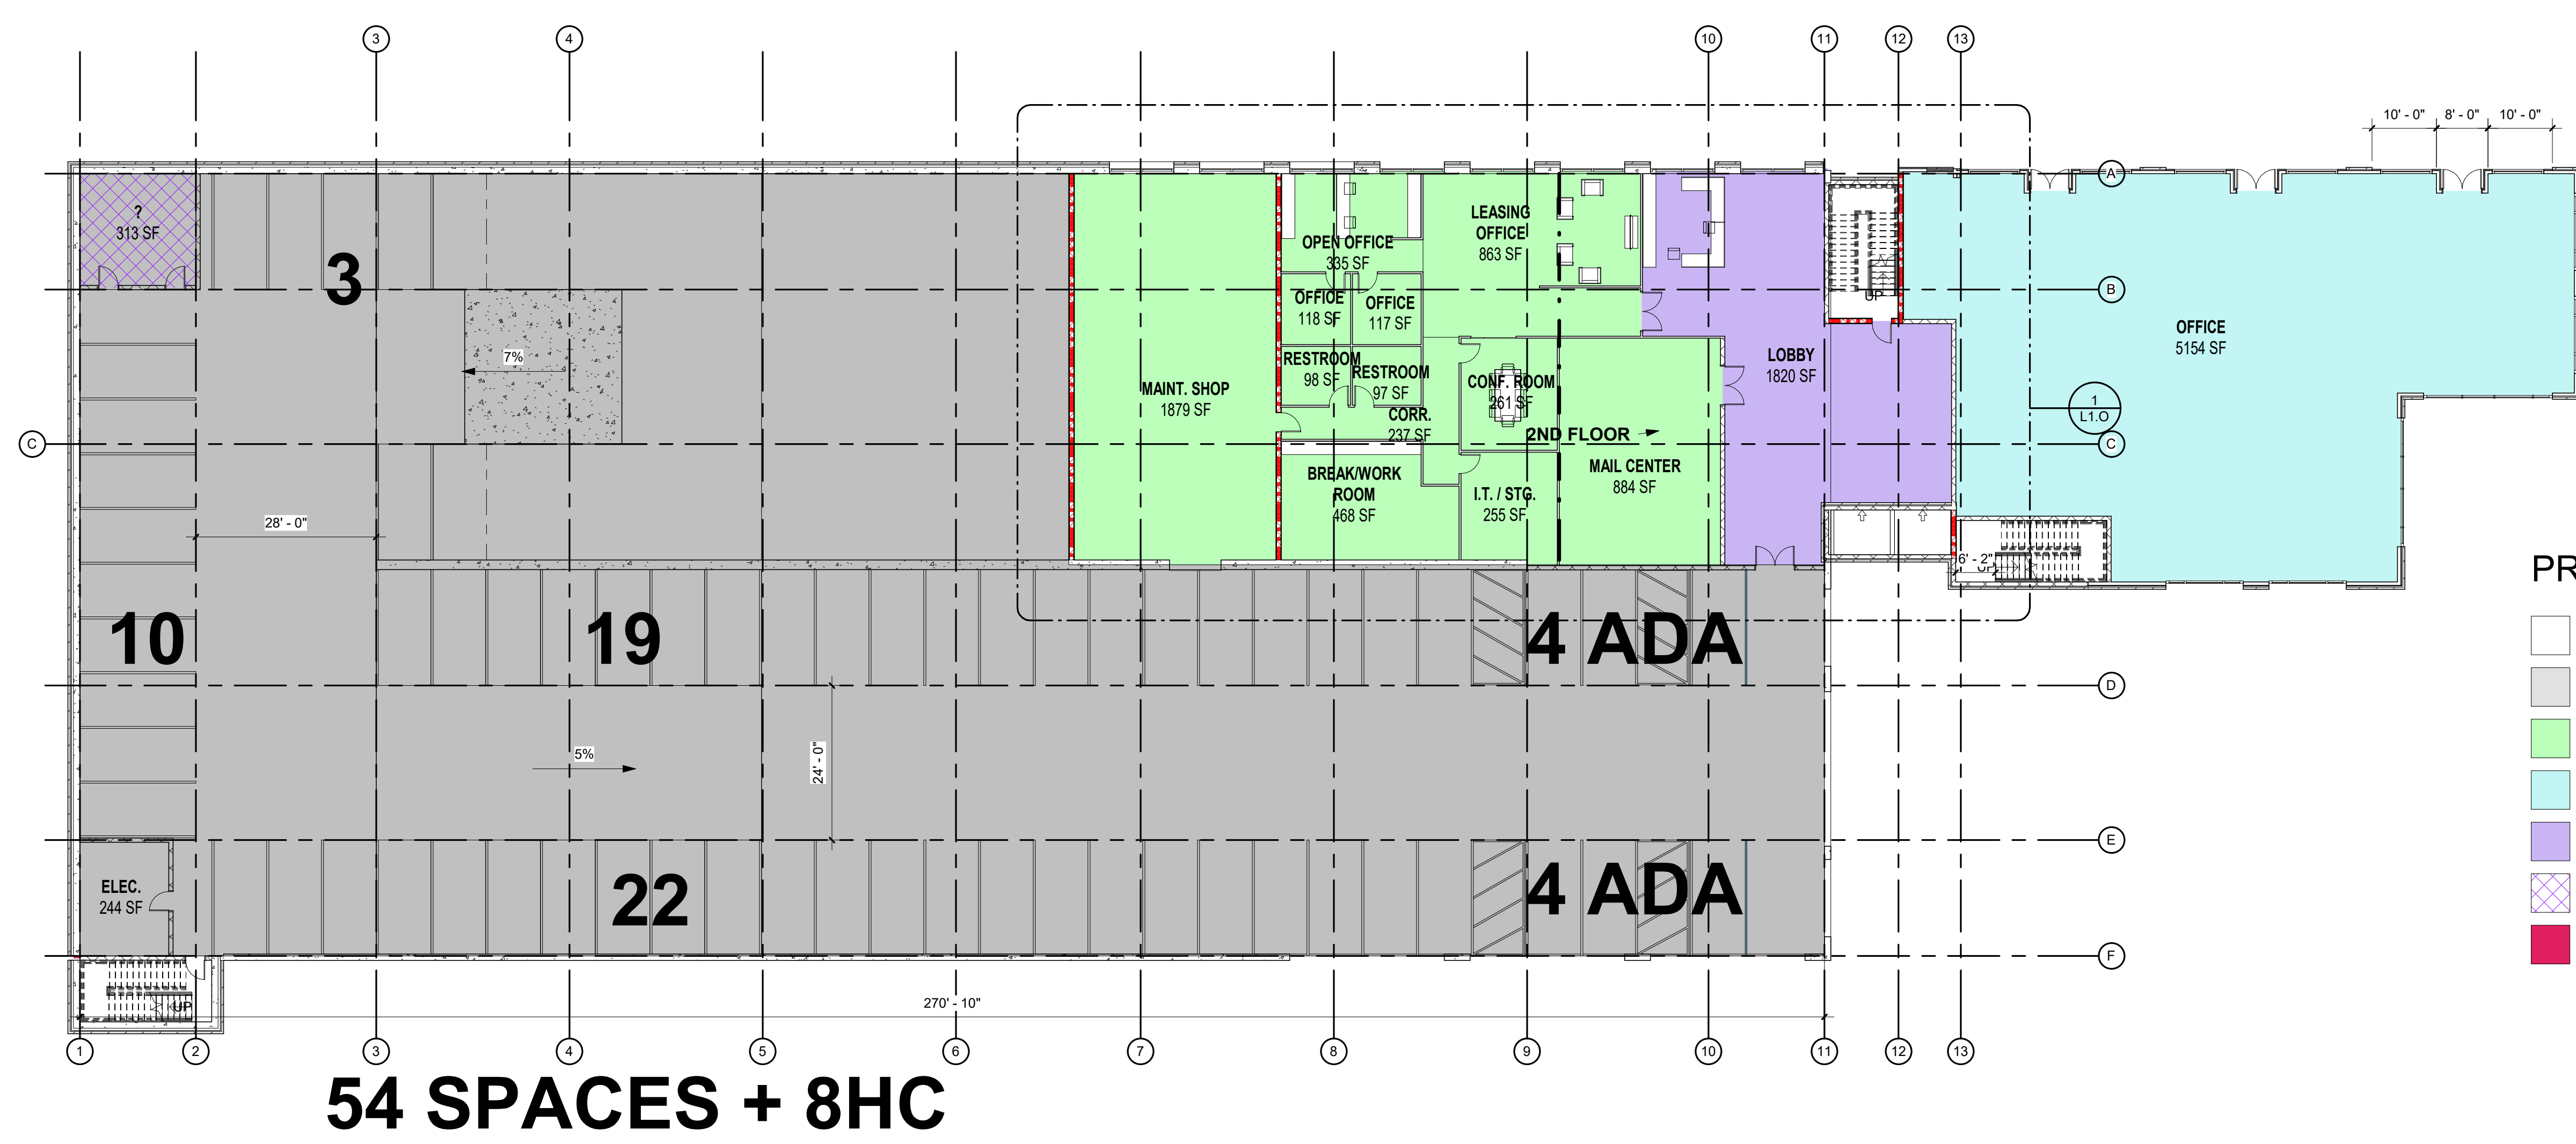 3
4
10
11
12
13
10' - 0"
8' - 0"
10' - 0"
A
?
313 SF
LEASING
OFFICE
863 SF
OPEN OFFICE
335 SF
3
B
UP
OFFICE
118 SF
OFFICE
117 SF
OFFICE
5154 SF
7%
RESTROOM
98 SF
RESTROOM
97 SF
LOBBY
1820 SF
MAINT. SHOP
1879 SF
CONF. ROOM
261 SF
1
L1.O
CORR.
237 SF
C
2ND FLOOR
C
BREAK/WORK
ROOM
468 SF
MAIL CENTER
884 SF
I.T. / STG.
255 SF
28' - 0"
6' - 2"
UP
PR
10
19
4 ADA
D
5%
24' - 0"
E
ELEC.
244 SF
22
4 ADA
F
UP
270' - 10"
1
2
3
4
5
6
7
8
9
10
11
12
13
54 SPACES + 8HC